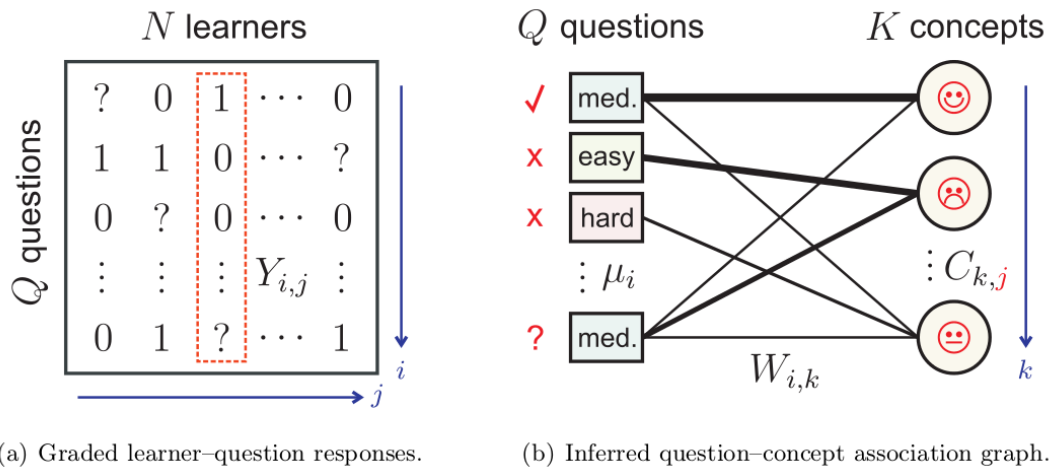 N learners
Q questions
? 0 1 ··· 0
1 1 0 ··· ?
0 ? 0 ··· 0
⋮ ⋮ ⋮ Y_{i,j} ⋮
0 1 ? ··· 1
i
j
(a) Graded learner–question responses.
Q questions
K concepts
✓ med.
x easy
x hard
⋮ μ_i
? med.
W_{i,k}
⋮ C_{k,j}
k
(b) Inferred question–concept association graph.